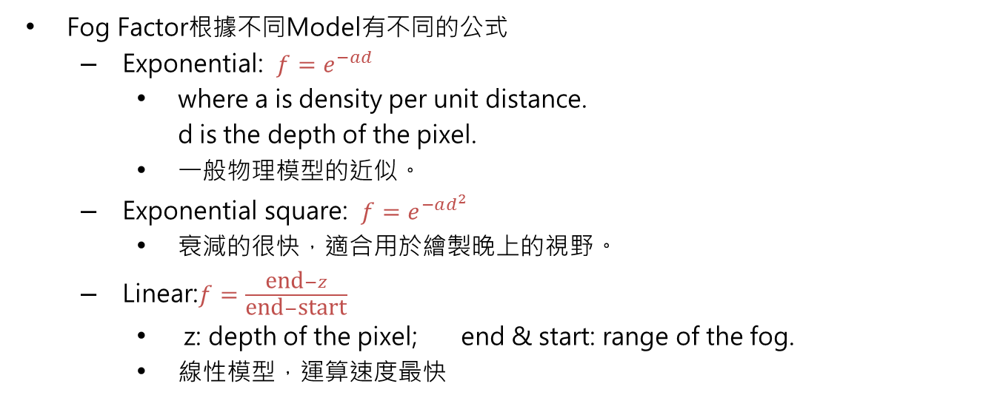 • Fog Factor根據不同Model有不同的公式
– Exponential: f = e^{-ad}
• where a is density per unit distance.
d is the depth of the pixel.
• 一般物理模型的近似。
– Exponential square: f = e^{-ad^2}
• 衰減的很快，適合用於繪製晚上的視野。
– Linear: f = \frac{end-z}{end-start}
• z: depth of the pixel; end & start: range of the fog.
• 線性模型，運算速度最快